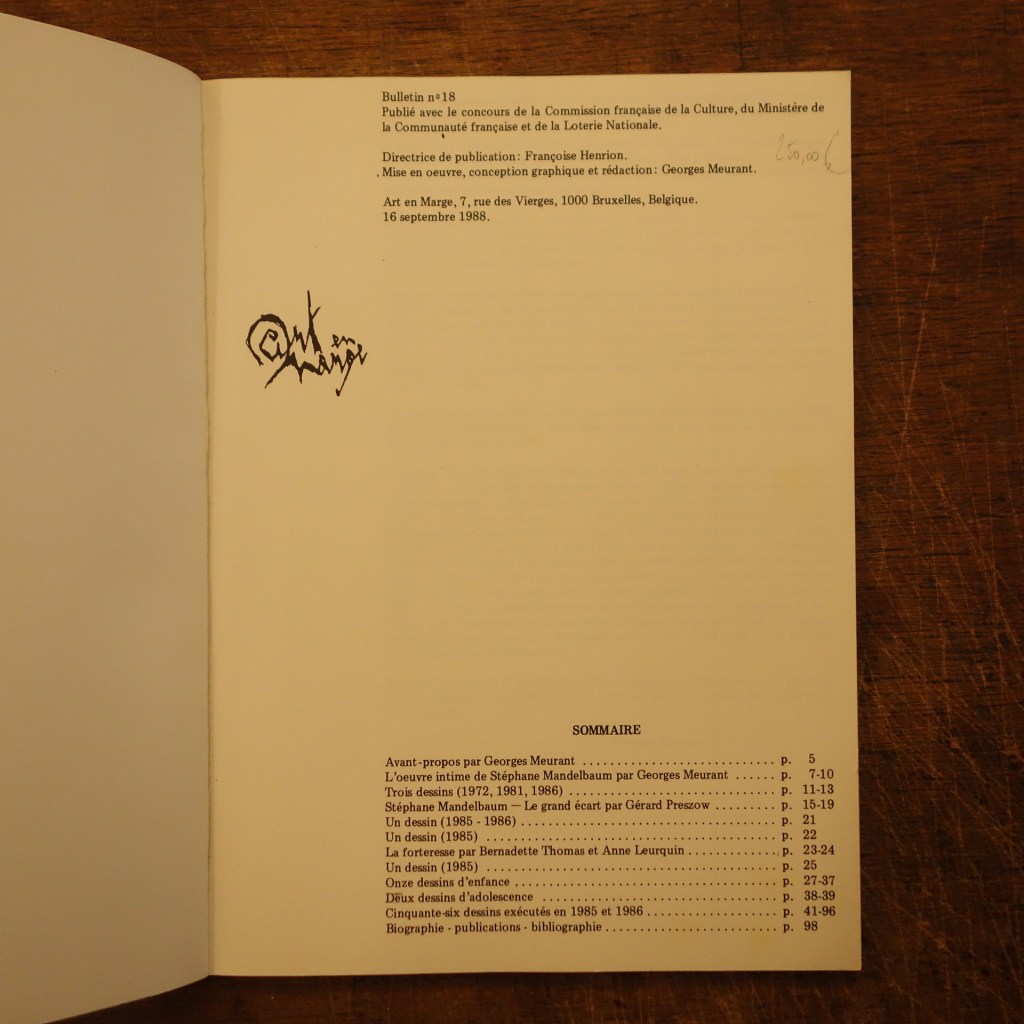 Bulletin nº 18
Publié avec le concours de la Commission française de la Culture, du Ministère de
la Communauté française et de la Loterie Nationale.
250,00
Directrice de publication: Françoise Henrion.
Mise en oeuvre, conception graphique et rédaction: Georges Meurant.
Art en Marge, 7, rue des Vierges, 1000 Bruxelles, Belgique.
16 septembre 1988.
Art en
Marge
SOMMAIRE
Avant-propos par Georges Meurant . . . . . . . . . . . . . . . . . . . . . . . . . . . p. 5
L'oeuvre intime de Stéphane Mandelbaum par Georges Meurant . . . . . . p. 7-10
Trois dessins (1972, 1981, 1986) . . . . . . . . . . . . . . . . . . . . . . . . . . . . . p. 11-13
Stéphane Mandelbaum — Le grand écart par Gérard Preszow . . . . . . . . . p. 15-19
Un dessin (1985 - 1986) . . . . . . . . . . . . . . . . . . . . . . . . . . . . . . . . . . . . p. 21
Un dessin (1985) . . . . . . . . . . . . . . . . . . . . . . . . . . . . . . . . . . . . . . . . . p. 22
La forteresse par Bernadette Thomas et Anne Leurquin . . . . . . . . . . . . . p. 23-24
Un dessin (1985) . . . . . . . . . . . . . . . . . . . . . . . . . . . . . . . . . . . . . . . . . p. 25
Onze dessins d'enfance . . . . . . . . . . . . . . . . . . . . . . . . . . . . . . . . . . . . . p. 27-37
Deux dessins d'adolescence . . . . . . . . . . . . . . . . . . . . . . . . . . . . . . . . . p. 38-39
Cinquante-six dessins exécutés en 1985 et 1986 . . . . . . . . . . . . . . . . . . . p. 41-96
Biographie - publications - bibliographie . . . . . . . . . . . . . . . . . . . . . . . . . p. 98